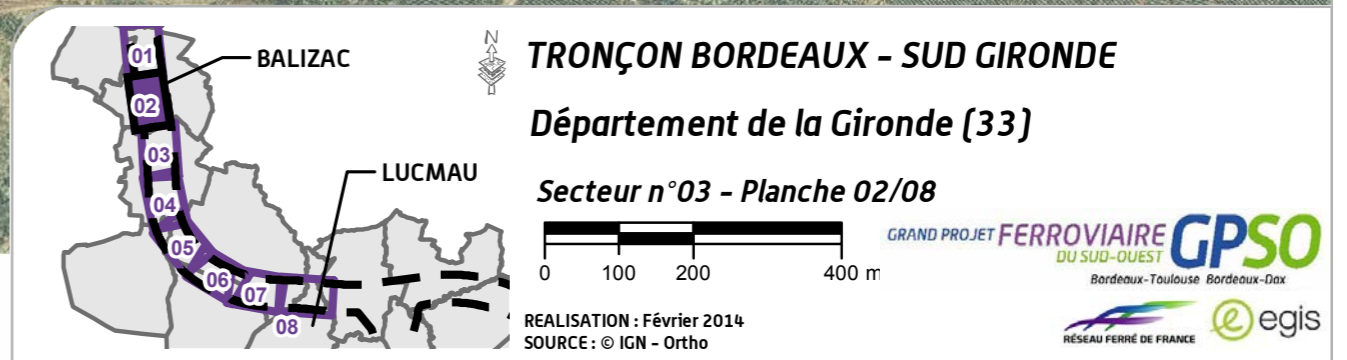 01
BALIZAC
02
03
LUCMAU
04
05
06
07
08
N
TRONÇON BORDEAUX - SUD GIRONDE
Département de la Gironde (33)
Secteur n°03 - Planche 02/08
0 100 200 400 m
REALISATION : Février 2014
SOURCE : © IGN - Ortho
GRAND PROJET FERROVIAIRE
DU SUD-OUEST
GPSO
Bordeaux-Toulouse Bordeaux-Dax
RÉSEAU FERRÉ DE FRANCE
e egis